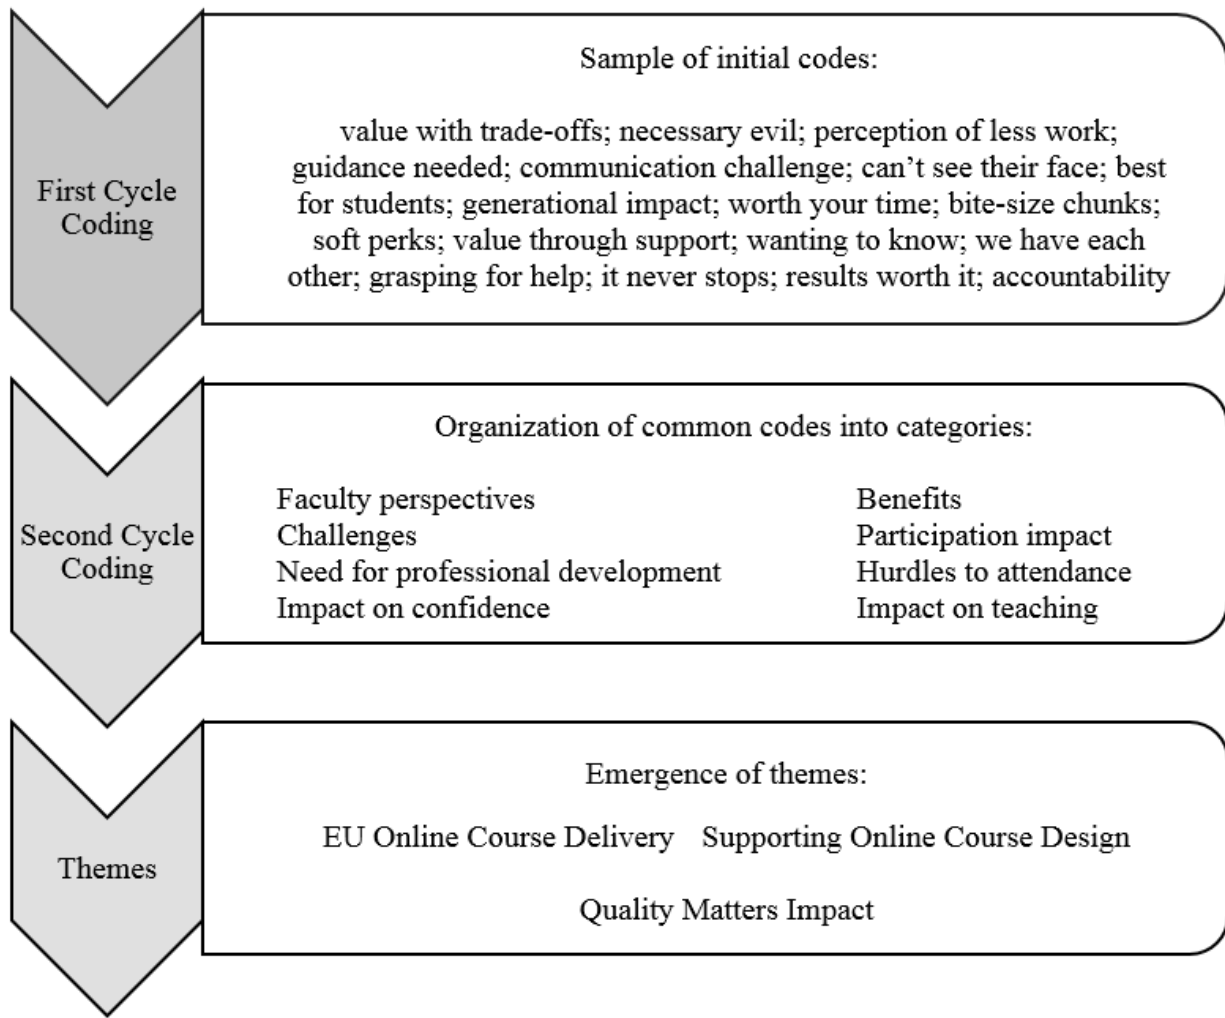 Sample of initial codes:
value with trade-offs; necessary evil; perception of less work;
guidance needed; communication challenge; can’t see their face; best
for students; generational impact; worth your time; bite-size chunks;
soft perks; value through support; wanting to know; we have each
other; grasping for help; it never stops; results worth it; accountability
First Cycle
Coding
Organization of common codes into categories:
Faculty perspectives
Challenges
Need for professional development
Impact on confidence
Benefits
Participation impact
Hurdles to attendance
Impact on teaching
Second Cycle
Coding
Emergence of themes:
EU Online Course Delivery Supporting Online Course Design
Quality Matters Impact
Themes